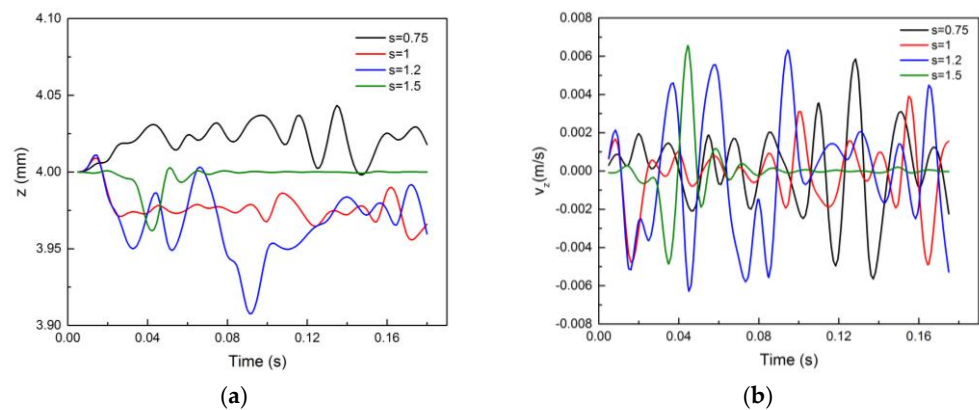 4.10
4.05
4.00
3.95
3.90
z (mm)
0.00 0.04 0.08 0.12 0.16
Time (s)
s=0.75
s=1
s=1.2
s=1.5
(a)
0.008
0.006
0.004
0.002
0.000
-0.002
-0.004
-0.006
-0.008
vz(m/s)
0.00 0.04 0.08 0.12 0.16
Time (s)
s=0.75
s=1
s=1.2
s=1.5
(b)